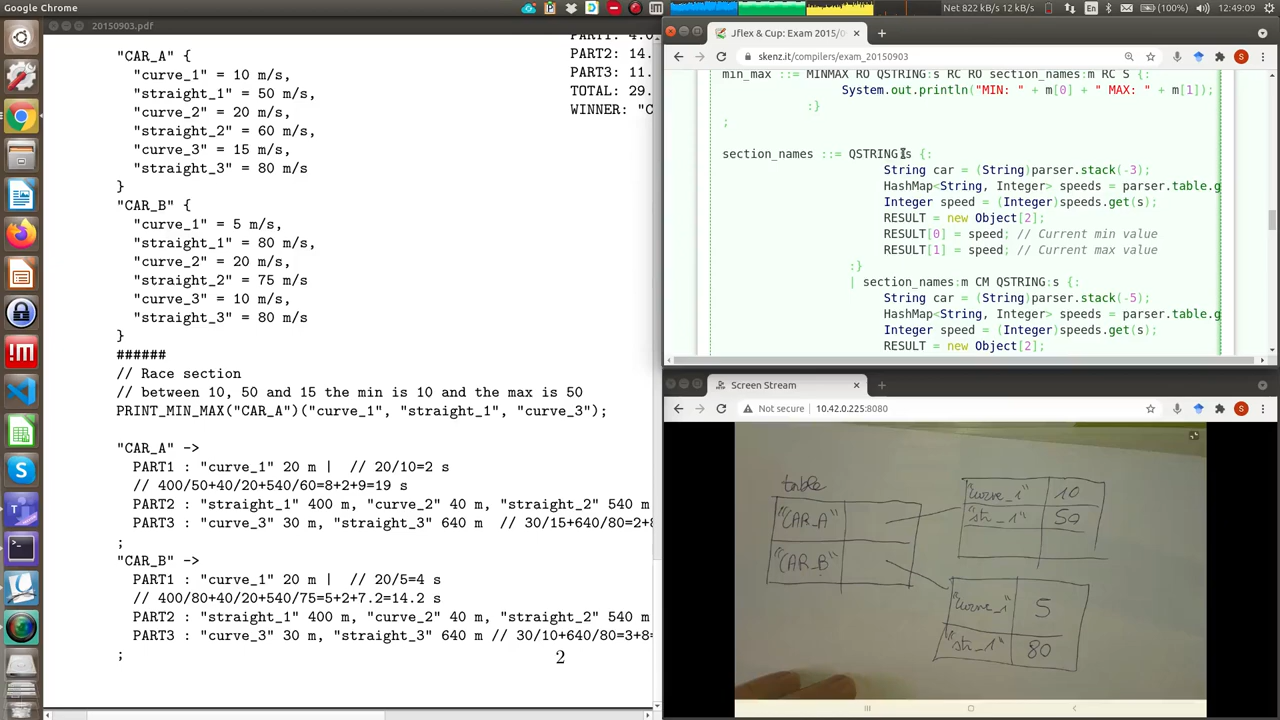 Google Chrome
Net 822 kB/s 12 kB/s
En
(100%)
12:49:09
20150903.pdf
"CAR_A" {
"curve_1" = 10 m/s,
"straight_1" = 50 m/s,
"curve_2" = 20 m/s,
"straight_2" = 60 m/s,
"curve_3" = 15 m/s,
"straight_3" = 80 m/s
}
"CAR_B" {
"curve_1" = 5 m/s,
"straight_1" = 80 m/s,
"curve_2" = 20 m/s,
"straight_2" = 75 m/s
"curve_3" = 10 m/s,
"straight_3" = 80 m/s
}
######
// Race section
// between 10, 50 and 15 the min is 10 and the max is 50
PRINT_MIN_MAX("CAR_A")("curve_1", "straight_1", "curve_3");
"CAR_A" ->
PART1 : "curve_1" 20 m | // 20/10=2 s
// 400/50+40/20+540/60=8+2+9=19 s
PART2 : "straight_1" 400 m, "curve_2" 40 m, "straight_2" 540 m
PART3 : "curve_3" 30 m, "straight_3" 640 m // 30/15+640/80=2+8
;
"CAR_B" ->
PART1 : "curve_1" 20 m | // 20/5=4 s
// 400/80+40/20+540/75=5+2+7.2=14.2 s
PART2 : "straight_1" 400 m, "curve_2" 40 m, "straight_2" 540 m
PART3 : "curve_3" 30 m, "straight_3" 640 m // 30/10+640/80=3+8=
;
2
PART2: 14.
PART3: 11.
TOTAL: 29.
WINNER: "C
Jflex & Cup: Exam 2015/0
skenz.it/compilers/exam_20150903
min_max ::= MINMAX RO QSTRING:s RC RO section_names:m RC S {:
System.out.println("MIN: " + m[0] + " MAX: " + m[1]);
:}
;
section_names ::= QSTRING:s {:
String car = (String)parser.stack(-3);
HashMap<String, Integer> speeds = parser.table.g
Integer speed = (Integer)speeds.get(s);
RESULT = new Object[2];
RESULT[0] = speed; // Current min value
RESULT[1] = speed; // Current max value
:}
| section_names:m CM QSTRING:s {:
String car = (String)parser.stack(-5);
HashMap<String, Integer> speeds = parser.table.g
Integer speed = (Integer)speeds.get(s);
RESULT = new Object[2];
Screen Stream
Not secure
10.42.0.225:8080
table
"CAR_A"
"CAR_B"
"curve_1" 10
"str_1" 50
"curve_1" 5
"str_1" 80